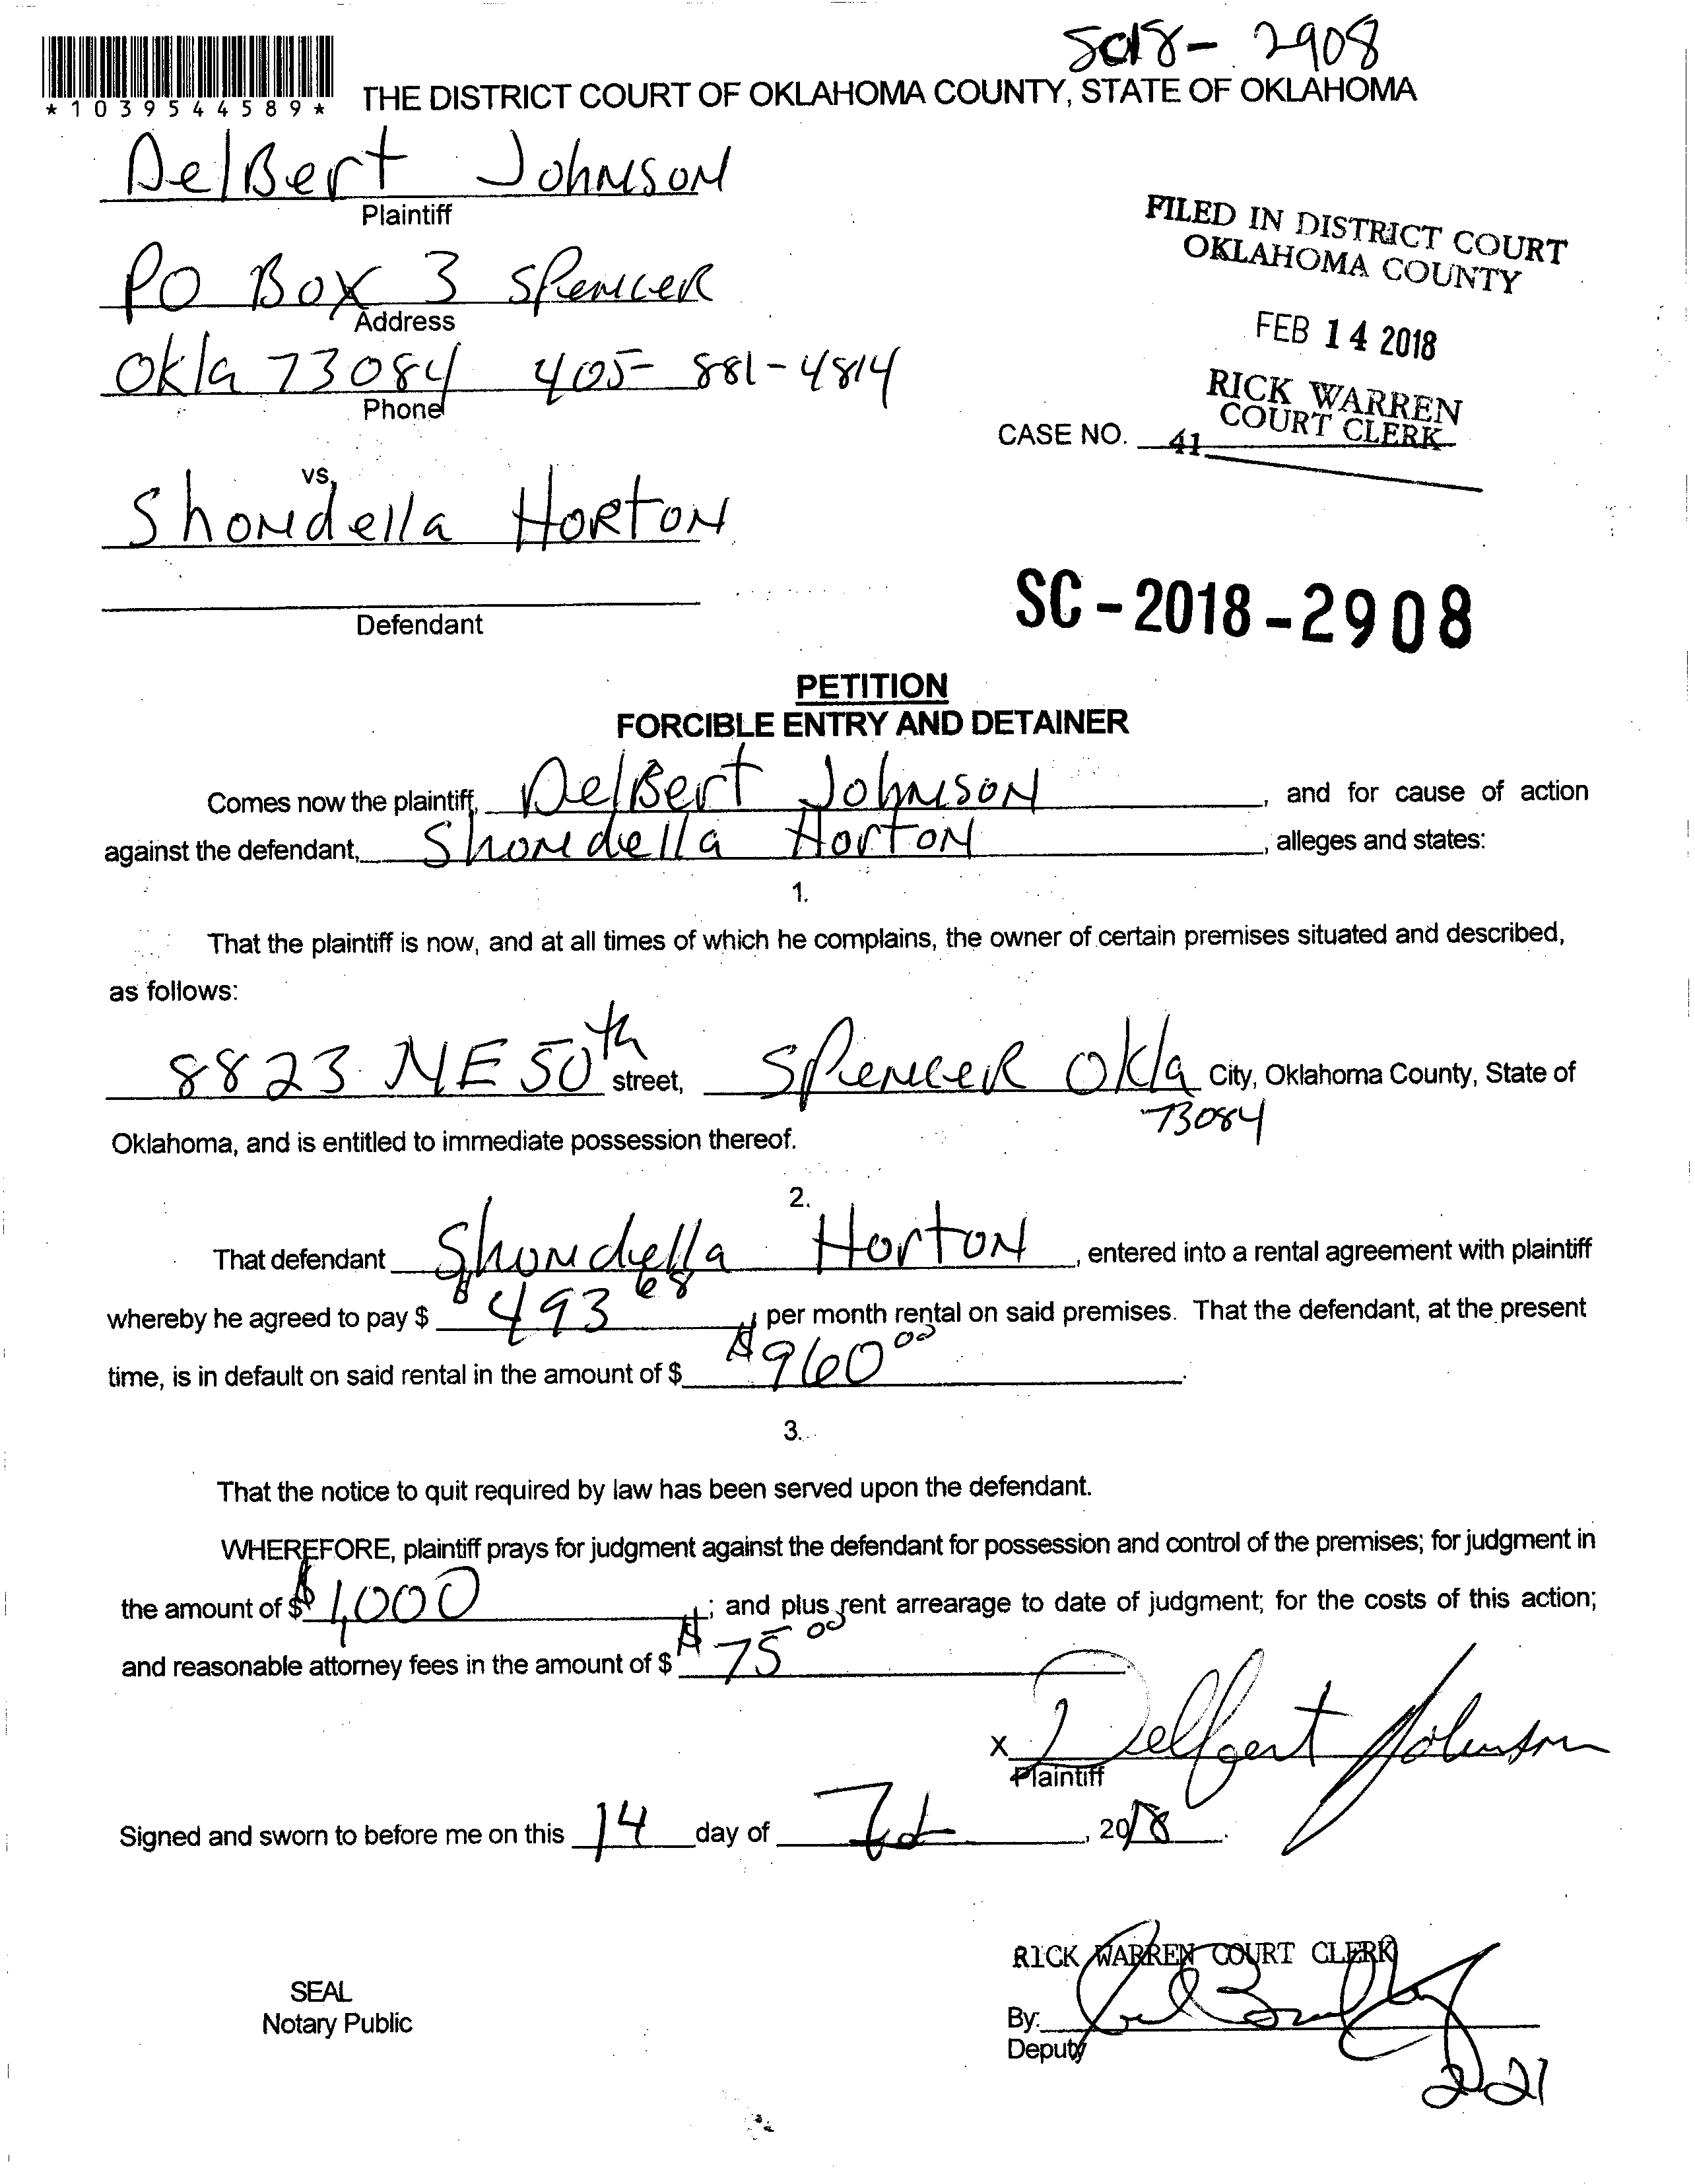 SC18- 2908
*1039544589*
THE DISTRICT COURT OF OKLAHOMA COUNTY, STATE OF OKLAHOMA
DelBert Johnson
Plaintiff
FILED IN DISTRICT COURT
OKLAHOMA COUNTY
PO Box 3 Spencer
Address
FEB 14 2018
Okla 73084 405-881-4814
Phone
RICK WARREN
COURT CLERK
CASE NO. 41
vs.
Shondella Horton
Defendant
SC-2018-2908
PETITION
FORCIBLE ENTRY AND DETAINER
Comes now the plaintiff, DelBert Johnson, and for cause of action
against the defendant, Shondella Horton, alleges and states:
1.
That the plaintiff is now, and at all times of which he complains, the owner of certain premises situated and described,
as follows:
8823 NE 50th street, Spencer Okla City, Oklahoma County, State of
73084
Oklahoma, and is entitled to immediate possession thereof.
2.
That defendant Shondella Horton, entered into a rental agreement with plaintiff
whereby he agreed to pay $ $493 68, per month rental on said premises. That the defendant, at the present
time, is in default on said rental in the amount of $ $960 00.
3.
That the notice to quit required by law has been served upon the defendant.
WHEREFORE, plaintiff prays for judgment against the defendant for possession and control of the premises; for judgment in
the amount of $ $1,000; and plus rent arrearage to date of judgment; for the costs of this action;
and reasonable attorney fees in the amount of $ $75 00
X Delbert Johnson
Plaintiff
Signed and sworn to before me on this 14 day of Feb, 2018.
RICK WARREN COURT CLERK
SEAL
Notary Public
By:
Deputy
2-21